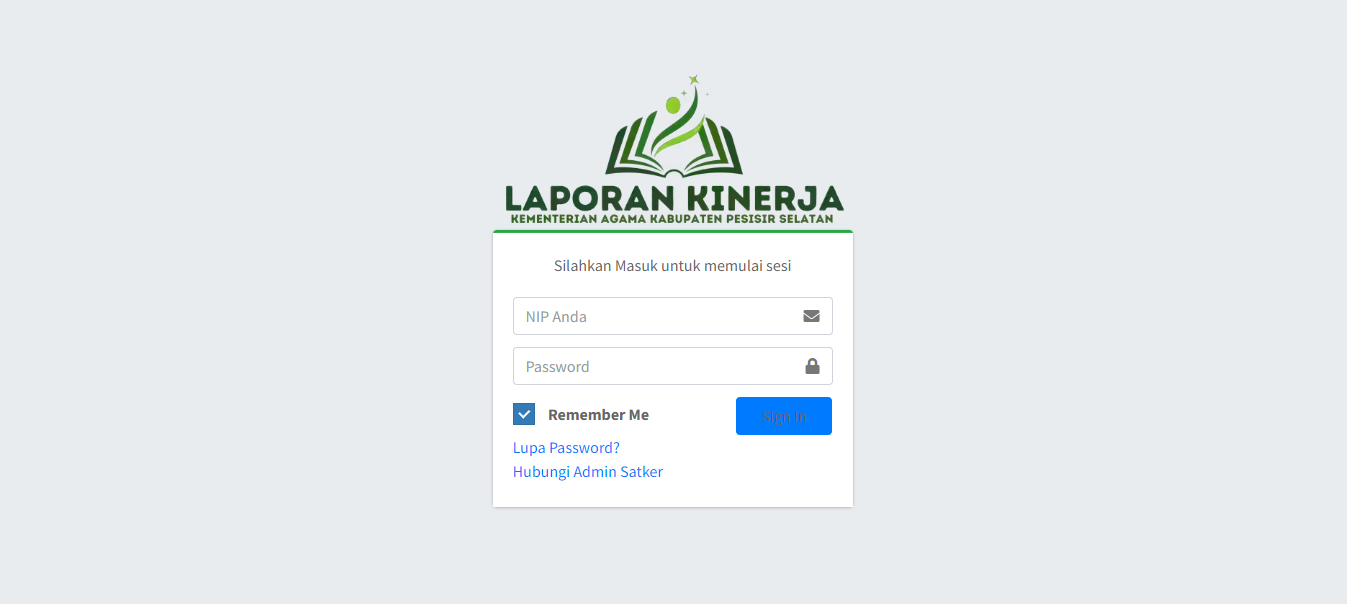 LAPORAN KINERJA
KEMENTERIAN AGAMA KABUPATEN PESISIR SELATAN
Silahkan Masuk untuk memulai sesi
NIP Anda
Password
Remember Me
Sign In
Lupa Password?
Hubungi Admin Satker